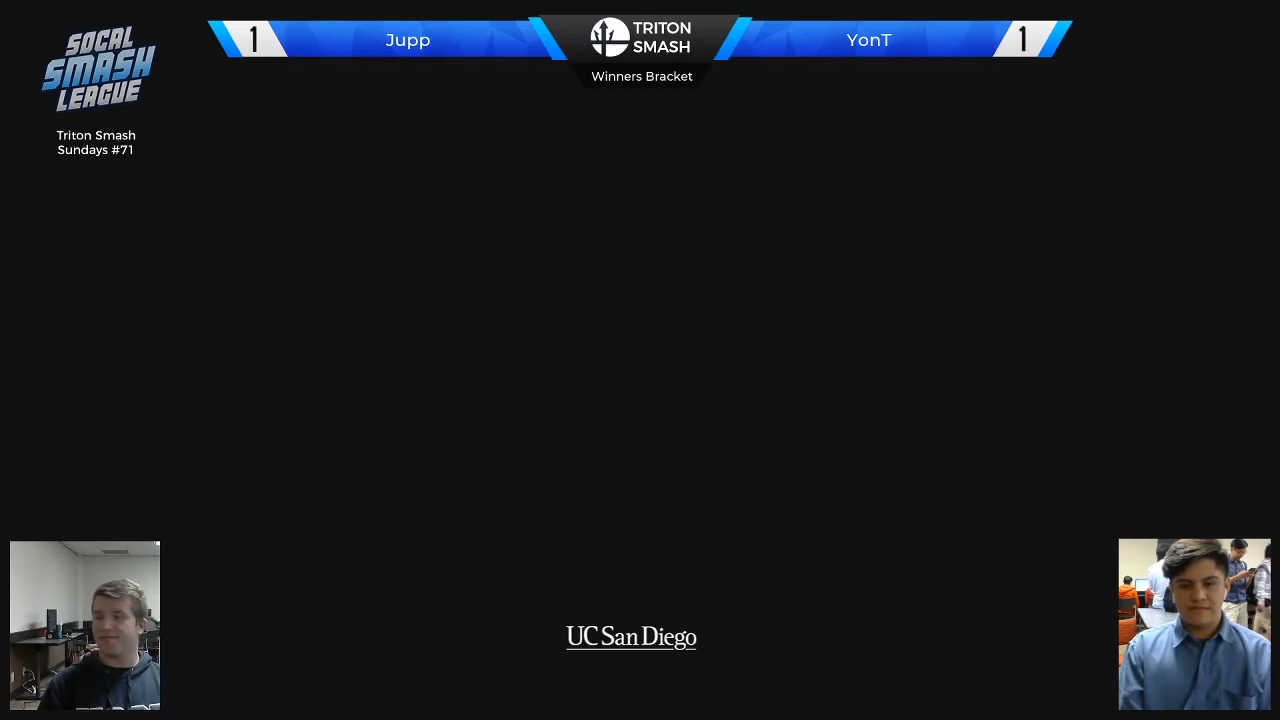 SOCAL
SMASH
LEAGUE
Triton Smash
Sundays #71
1
Jupp
TRITON
SMASH
Winners Bracket
YonT
1
UC San Diego